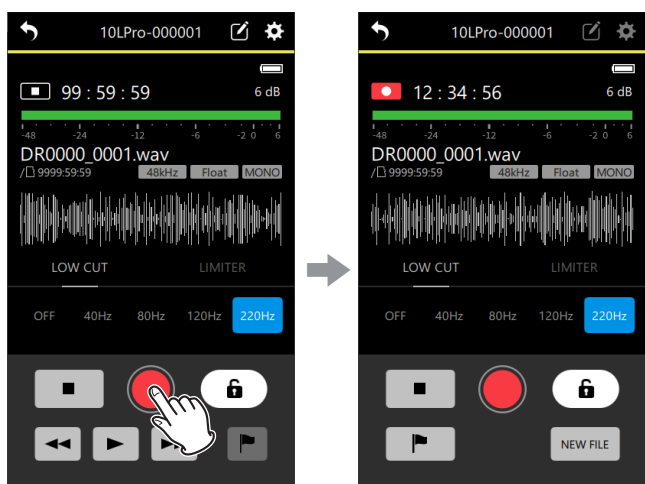 10LPro-000001
99 : 59 : 59
6 dB
-48 -24 -12 -6 -2 0 6
DR0000_0001.wav
/ 9999:59:59 48kHz Float MONO
LOW CUT LIMITER
OFF 40Hz 80Hz 120Hz 220Hz
10LPro-000001
12 : 34 : 56
6 dB
-48 -24 -12 -6 -2 0 6
DR0000_0001.wav
/ 9999:59:59 48kHz Float MONO
LOW CUT LIMITER
OFF 40Hz 80Hz 120Hz 220Hz
NEW FILE